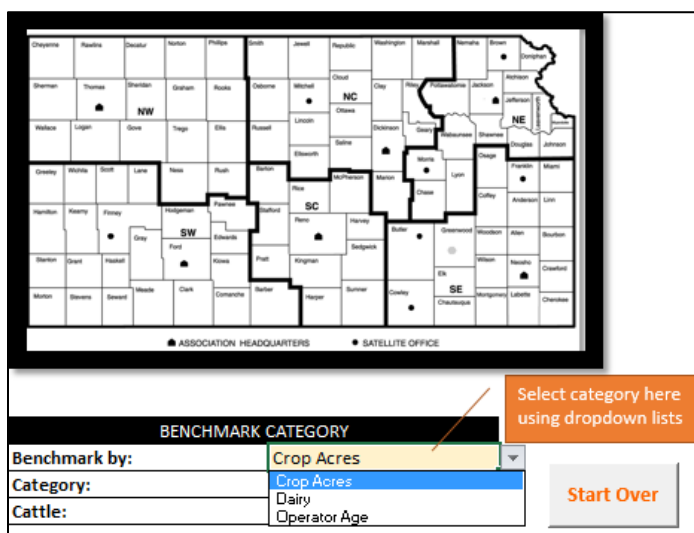 Cheyenne Rawlins Decatur Norton Phillips Smith Jewell Republic Washington Marshall Nemaha Brown Doniphan
Cloud Atchison
Sherman Thomas Sheridan Graham Rooks Osborne Mitchell NC Clay Riley Pottawatomie Jackson Jefferson Leavenworth
NW Ottawa NE
Lincoln Dickinson
Wallace Logan Gove Trego Ellis Russell Saline Geary Wabaunsee Shawnee Douglas Johnson
Ellsworth Morris Osage
Greeley Wichita Scott Lane Ness Rush Barton McPherson Marion Lyon Franklin Miami
Rice Chase
Hamilton Kearny Finney Hodgeman Pawnee Stafford SC Coffey Anderson Linn
Gray SW Edwards Reno Harvey Butler Greenwood Woodson Allen Bourbon
Ford Sedgwick
Stanton Grant Haskell Kiowa Pratt Kingman Wilson Neosho Crawford
Elk
Morton Stevens Seward Meade Clark Comanche Barber Harper Sumner Cowley SE Montgomery Labette Cherokee
Chautauqua
ASSOCIATION HEADQUARTERS SATELLITE OFFICE
Select category here
using dropdown lists
BENCHMARK CATEGORY
Benchmark by: Crop Acres
Category: Crop Acres
Dairy
Cattle: Operator Age
Start Over